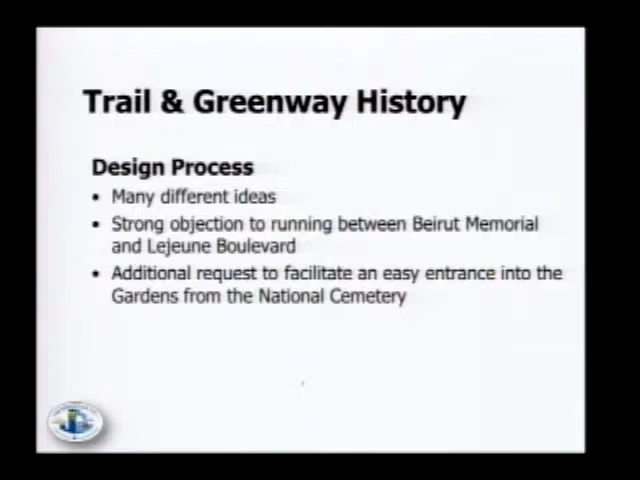 Trail & Greenway History
Design Process
• Many different ideas
• Strong objection to running between Beirut Memorial
and Lejeune Boulevard
• Additional request to facilitate an easy entrance into the
Gardens from the National Cemetery